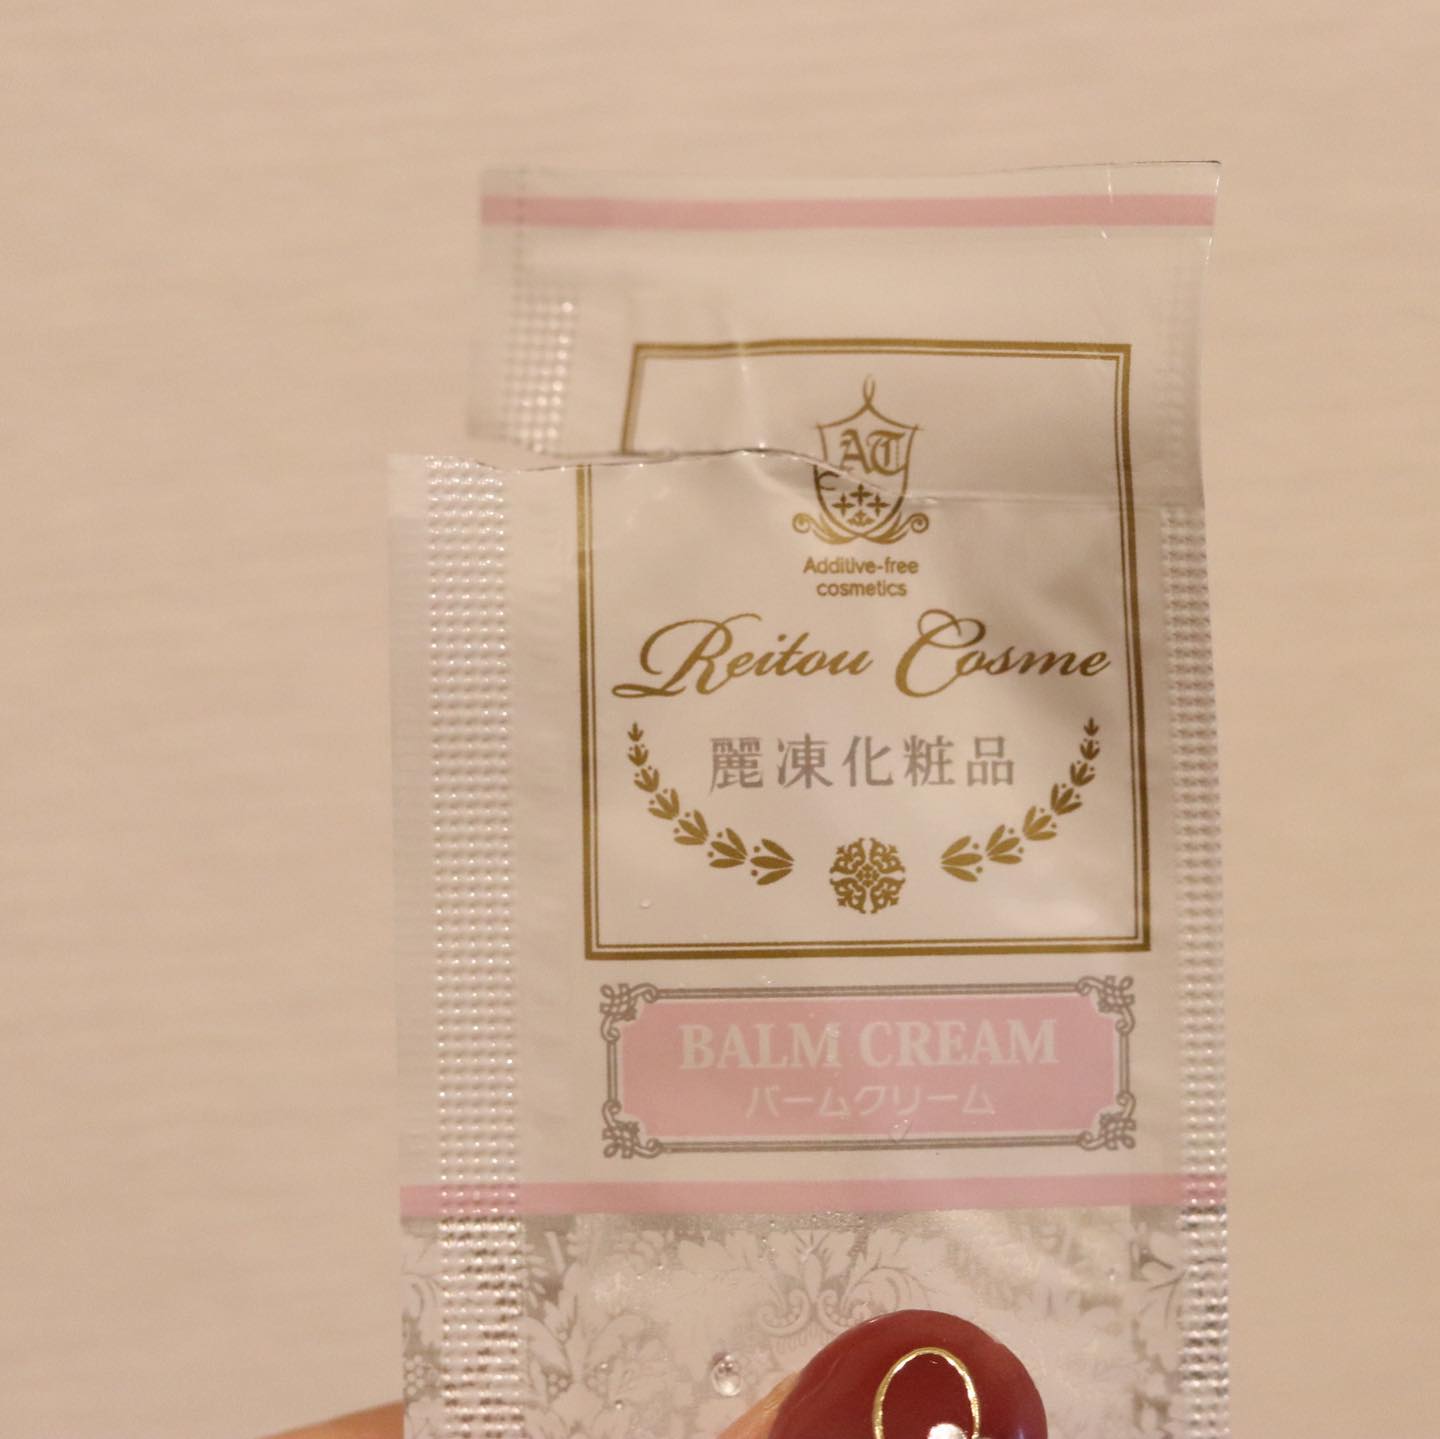 AT
Additive-free
cosmetics
Reitou Cosme
麗凍化粧品
BALM CREAM
バームクリーム